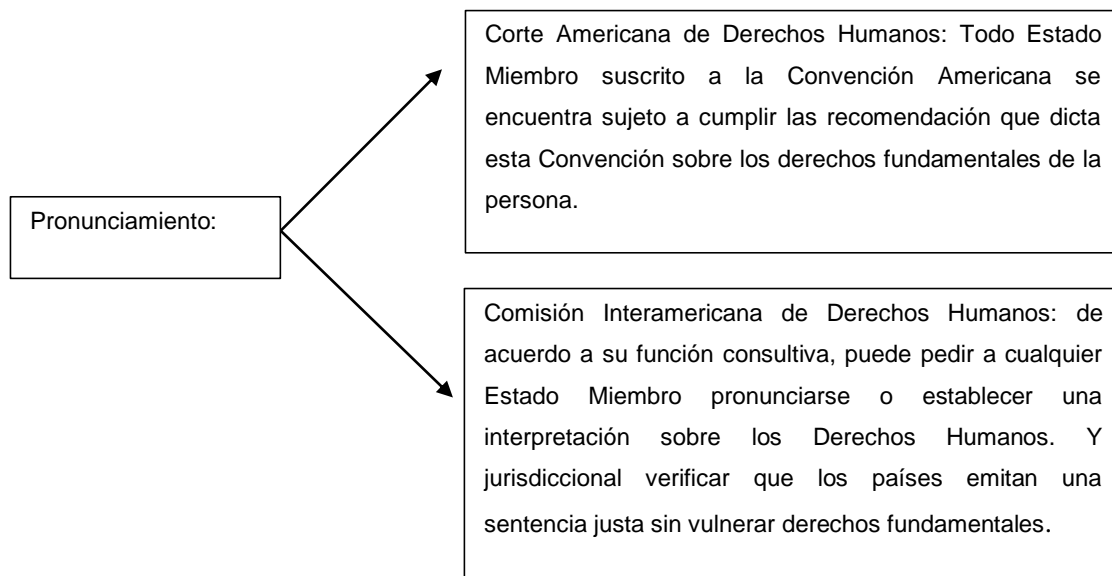 Corte Americana de Derechos Humanos: Todo Estado
Miembro suscrito a la Convención Americana se
encuentra sujeto a cumplir las recomendación que dicta
esta Convención sobre los derechos fundamentales de la
persona.
Pronunciamiento:
Comisión Interamericana de Derechos Humanos: de
acuerdo a su función consultiva, puede pedir a cualquier
Estado Miembro pronunciarse o establecer una
interpretación sobre los Derechos Humanos. Y
jurisdiccional verificar que los países emitan una
sentencia justa sin vulnerar derechos fundamentales.